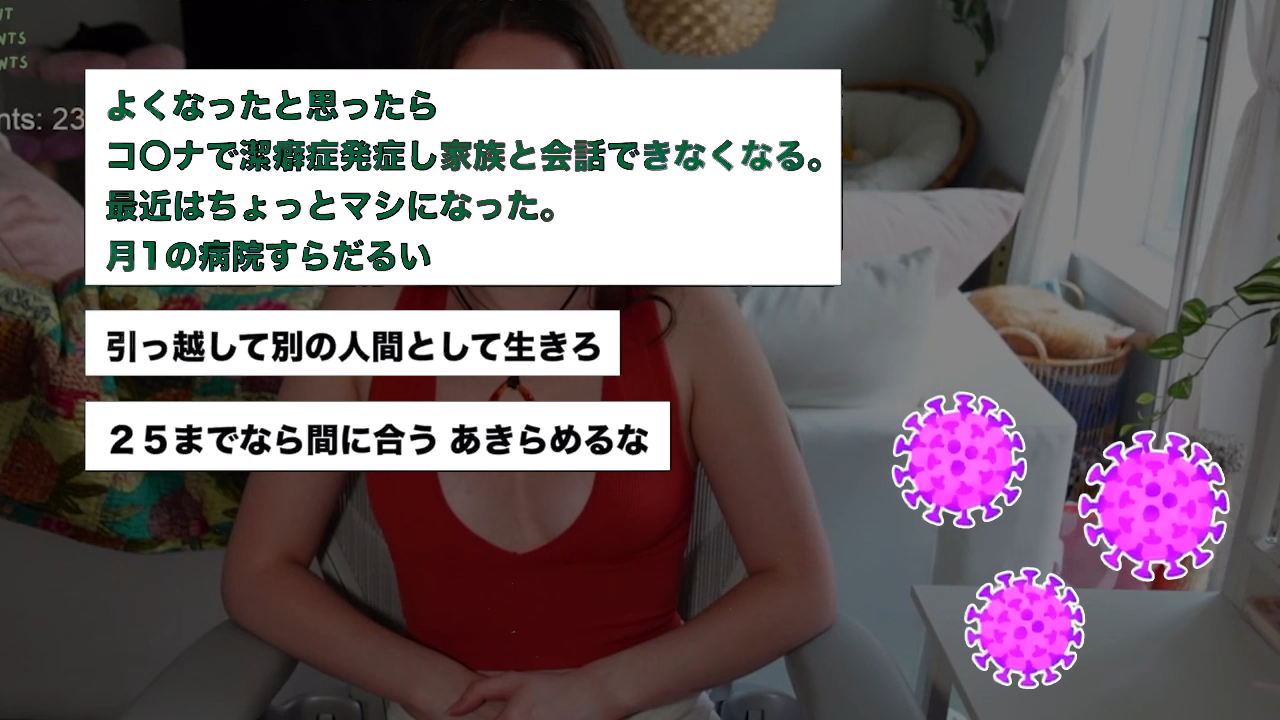 NTS
NTS
nts: 23
よくなったと思ったら
コ〇ナで潔癖症発症し家族と会話できなくなる。
最近はちょっとマシになった。
月1の病院すらだるい
引っ越して別の人間として生きろ
２５までなら間に合う あきらめるな